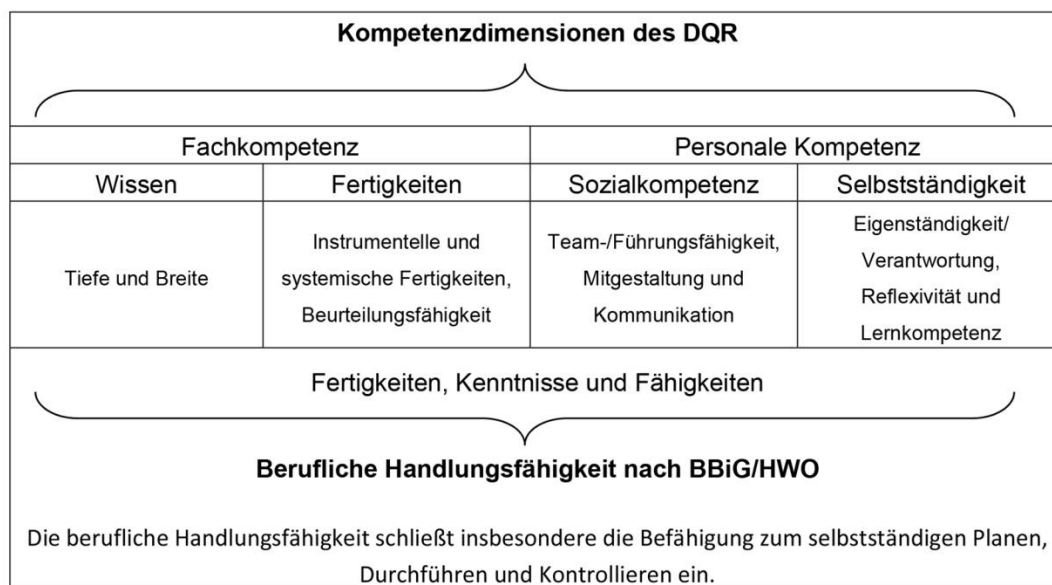 Kompetenzdimensionen des DQR
Fachkompetenz
Personale Kompetenz
Wissen
Fertigkeiten
Sozialkompetenz
Selbstständigkeit
Tiefe und Breite
Instrumentelle und
systemische Fertigkeiten,
Beurteilungsfähigkeit
Team-/Führungsfähigkeit,
Mitgestaltung und
Kommunikation
Eigenständigkeit/
Verantwortung,
Reflexivität und
Lernkompetenz
Fertigkeiten, Kenntnisse und Fähigkeiten
Berufliche Handlungsfähigkeit nach BBiG/HWO
Die berufliche Handlungsfähigkeit schließt insbesondere die Befähigung zum selbstständigen Planen,
Durchführen und Kontrollieren ein.